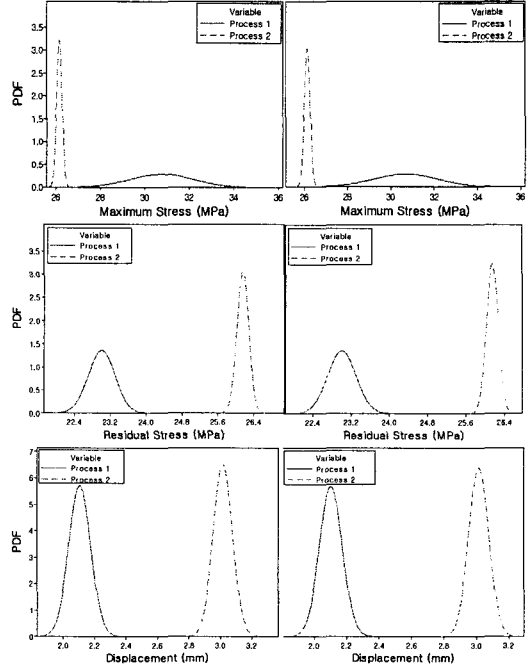 Variable
Process 1
Process 2
PDF
3.5
3.0
2.5
2.0
1.5
1.0
0.5
0.0
26
28
30
32
34
36
Maximum Stress (MPa)
Variable
Process 1
Process 2
26
28
30
32
34
36
Maximum Stress (MPa)
Variable
Process 1
Process 2
PDF
4.0
3.5
3.0
2.5
2.0
1.5
1.0
0.5
0.0
22.4
23.2
24.0
24.8
25.6
26.4
Residual Stress (MPa)
Variable
Process 1
Process 2
22.4
23.2
24.0
24.8
25.6
26.4
Residual Stress (MPa)
Variable
Process 1
Process 2
PDF
7
6
5
4
3
2
1
0
2.0
2.2
2.4
2.6
2.8
3.0
3.2
Displacement (mm)
Variable
Process 1
Process 2
2.0
2.2
2.4
2.6
2.8
3.0
3.2
Displacement (mm)